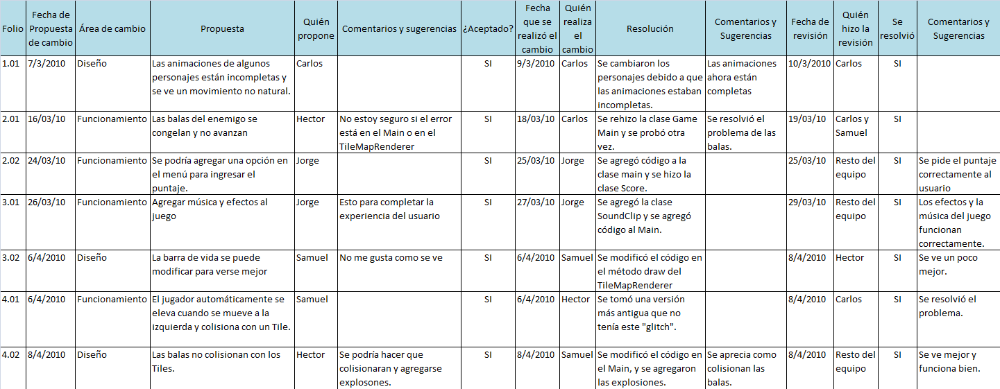 Folio
Fecha de
Propuesta
de cambio
Área de cambio
Propuesta
Quién
propone
Comentarios y sugerencias
¿Aceptado?
Fecha
que se
realizó el
cambio
Quién
realiza
el
cambio
Resolución
Comentarios y
Sugerencias
Fecha de
revisión
Quién
hizo la
revisión
Se
resolvió
Comentarios y
Sugerencias
1.01
7/3/2010
Diseño
Las animaciones de algunos
personajes están incompletas y
se ve un movimiento no natural.
Carlos
SI
9/3/2010
Carlos
Se cambiaron los
personajes debido a que
las animaciones estaban
incompletas.
Las animaciones
ahora están
completas
10/3/2010
Carlos
SI
2.01
16/03/10
Funcionamiento
Las balas del enemigo se
congelan y no avanzan
Hector
No estoy seguro si el error
está en el Main o en el
TileMapRenderer
SI
18/03/10
Carlos
Se rehizo la clase Game
Main y se probó otra
vez.
Se resolvió el
problema de las
balas.
19/03/10
Carlos y
Samuel
SI
2.02
24/03/10
Funcionamiento
Se podría agregar una opción en
el menú para ingresar el
puntaje.
Jorge
SI
25/03/10
Jorge
Se agregó código a la
clase main y se hizo la
clase Score.
25/03/10
Resto del
equipo
SI
Se pide el puntaje
correctamente al
usuario
3.01
26/03/10
Funcionamiento
Agregar música y efectos al
juego
Jorge
Esto para completar la
experiencia del usuario
SI
27/03/10
Jorge
Se agregó la clase
SoundClip y se agregó
código al Main.
29/03/10
Resto del
equipo
SI
Los efectos y la
música del juego
funcionan
correctamente.
3.02
6/4/2010
Diseño
La barra de vida se puede
modificar para verse mejor
Samuel
No me gusta como se ve
SI
6/4/2010
Samuel
Se modificó el código en
el método draw del
TileMapRenderer
8/4/2010
Hector
SI
Se ve un poco
mejor.
4.01
6/4/2010
Funcionamiento
El jugador automáticamente se
eleva cuando se mueve a la
izquierda y colisiona con un Tile.
Samuel
SI
6/4/2010
Hector
Se tomó una versión
más antigua que no
tenía este "glitch".
8/4/2010
Carlos
SI
Se resolvió el
problema.
4.02
8/4/2010
Diseño
Las balas no colisionan con los
Tiles.
Hector
Se podría hacer que
colisionaran y agregarse
explosones.
SI
8/4/2010
Samuel
Se modificó el código en
el Main, y se agregaron
las explosiones.
Se aprecia como
colisionan las
balas.
8/4/2010
Resto del
equipo
SI
Se ve mejor y
funciona bien.